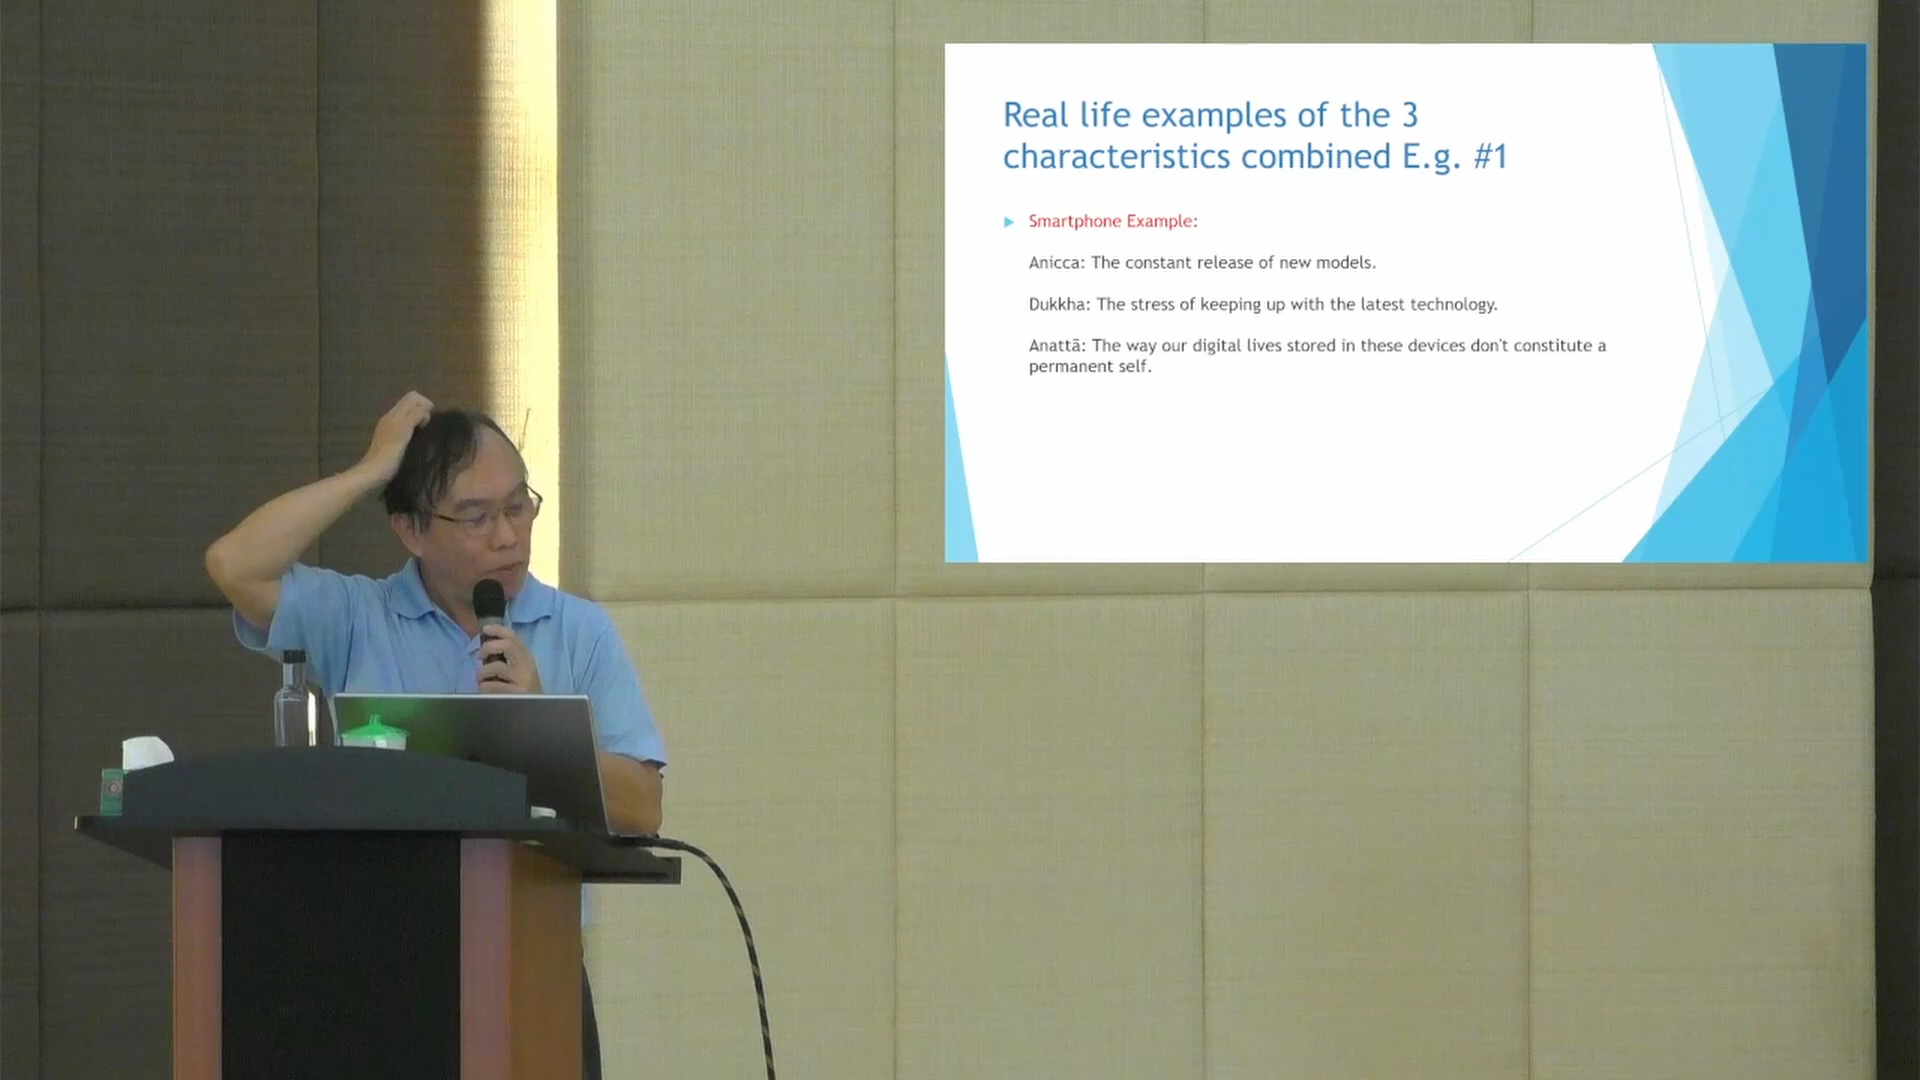 Real life examples of the 3
characteristics combined E.g. #1
Smartphone Example:
Anicca: The constant release of new models.
Dukkha: The stress of keeping up with the latest technology.
Anattā: The way our digital lives stored in these devices don't constitute a
permanent self.